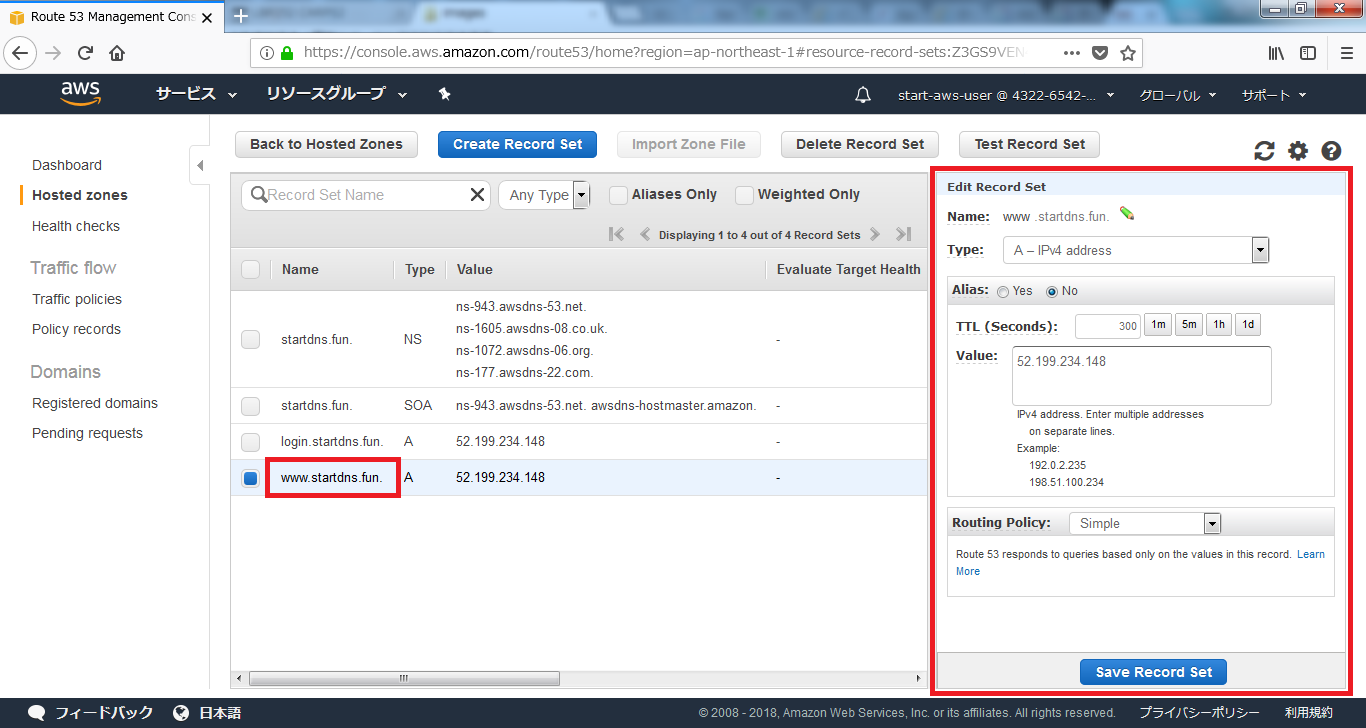 Route 53 Management Cons
https://console.aws.amazon.com/route53/home?region=ap-northeast-1#resource-record-sets:Z3GS9VEN
aws サービス リソースグループ start-aws-user @ 4322-6542-... グローバル サポート
Back to Hosted Zones Create Record Set Import Zone File Delete Record Set Test Record Set
Dashboard
Hosted zones
Health checks
Traffic flow
Traffic policies
Policy records
Domains
Registered domains
Pending requests
Record Set Name Any Type Aliases Only Weighted Only
Displaying 1 to 4 out of 4 Record Sets
Name Type Value Evaluate Target Health
startdns.fun. NS ns-943.awsdns-53.net. -
ns-1605.awsdns-08.co.uk.
ns-1072.awsdns-06.org.
ns-177.awsdns-22.com.
startdns.fun. SOA ns-943.awsdns-53.net. awsdns-hostmaster.amazon. -
login.startdns.fun. A 52.199.234.148 -
www.startdns.fun. A 52.199.234.148 -
Edit Record Set
Name: www .startdns.fun.
Type: A – IPv4 address
Alias: Yes No
TTL (Seconds): 300 1m 5m 1h 1d
Value: 52.199.234.148
IPv4 address. Enter multiple addresses
on separate lines.
Example:
192.0.2.235
198.51.100.234
Routing Policy: Simple
Route 53 responds to queries based only on the values in this record. Learn
More
Save Record Set
フィードバック 日本語 © 2008 - 2018, Amazon Web Services, Inc. or its affiliates. All rights reserved. プライバシーポリシー 利用規約